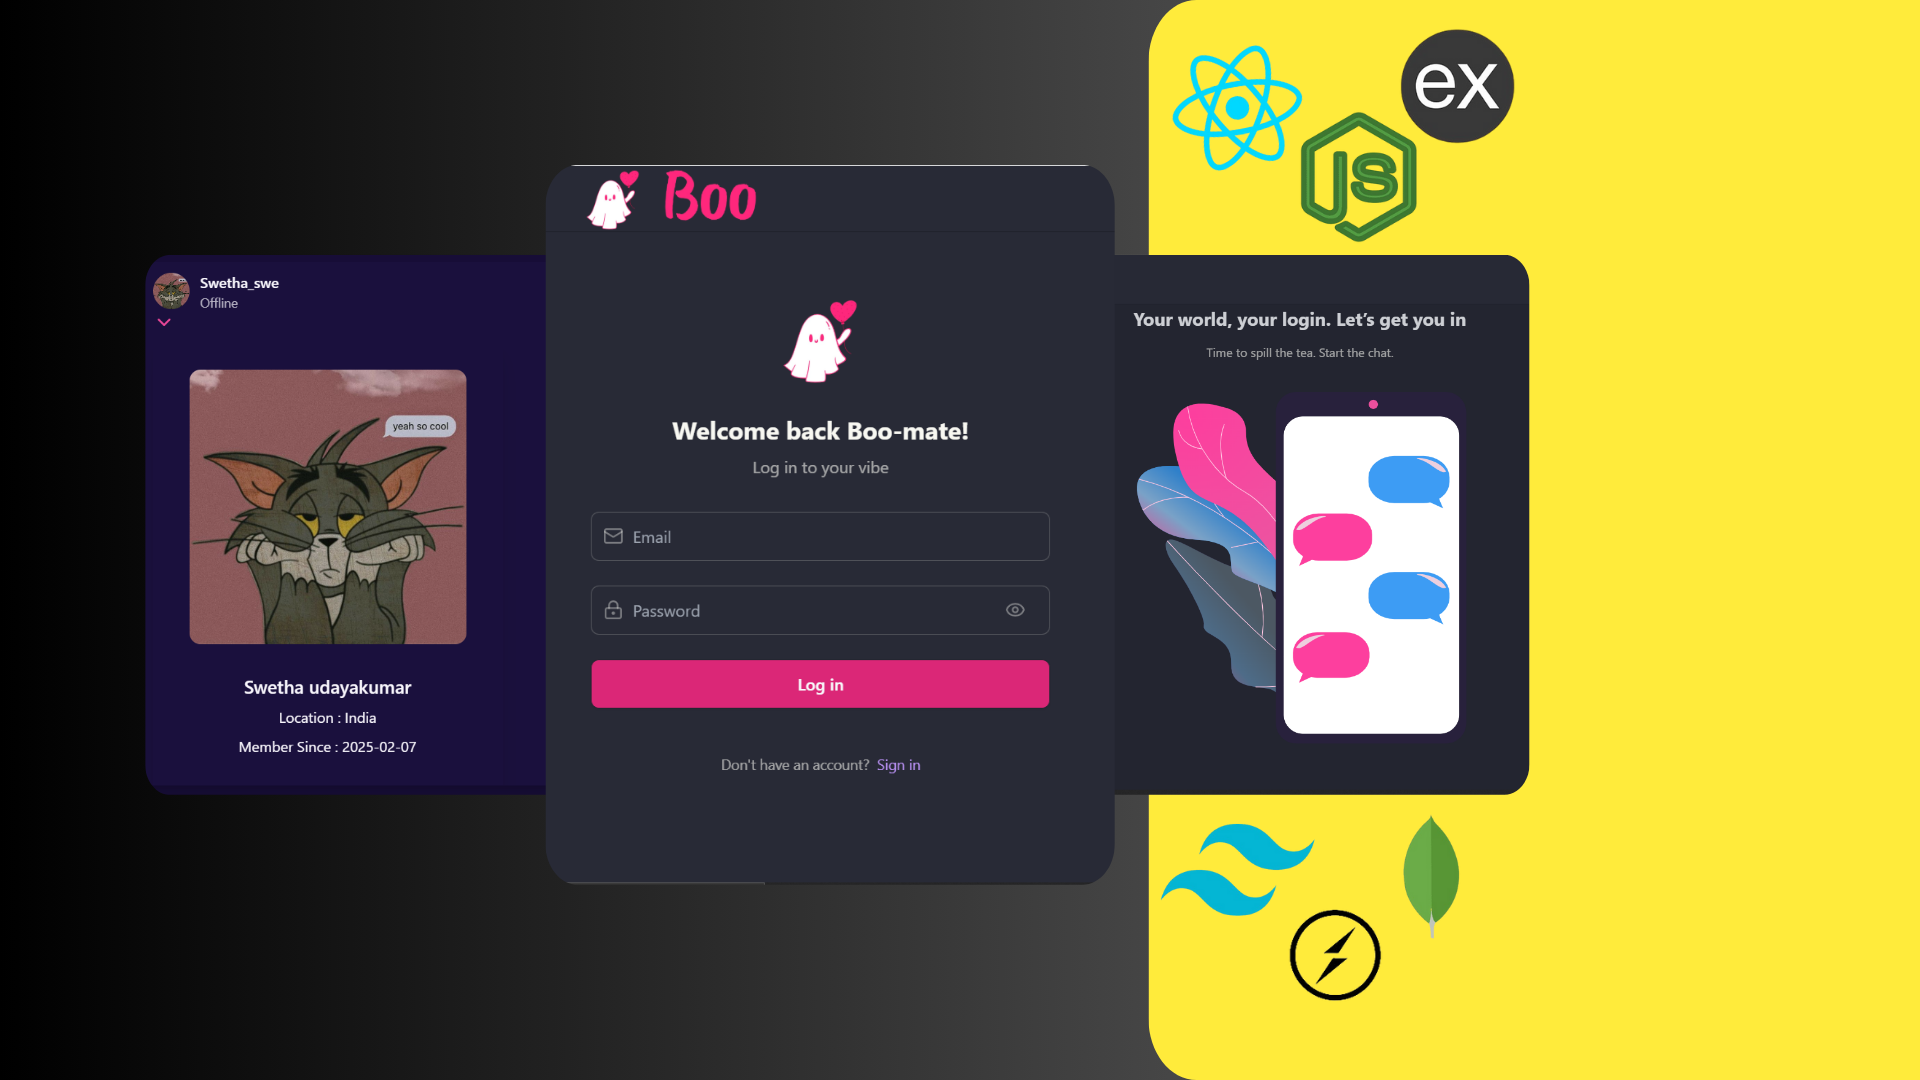 ex
JS
Boo
Swetha_swe
Offline
yeah so cool
Swetha udayakumar
Location : India
Member Since : 2025-02-07
Welcome back Boo-mate!
Log in to your vibe
Email
Password
Log in
Don't have an account? Sign in
Your world, your login. Let’s get you in
Time to spill the tea. Start the chat.